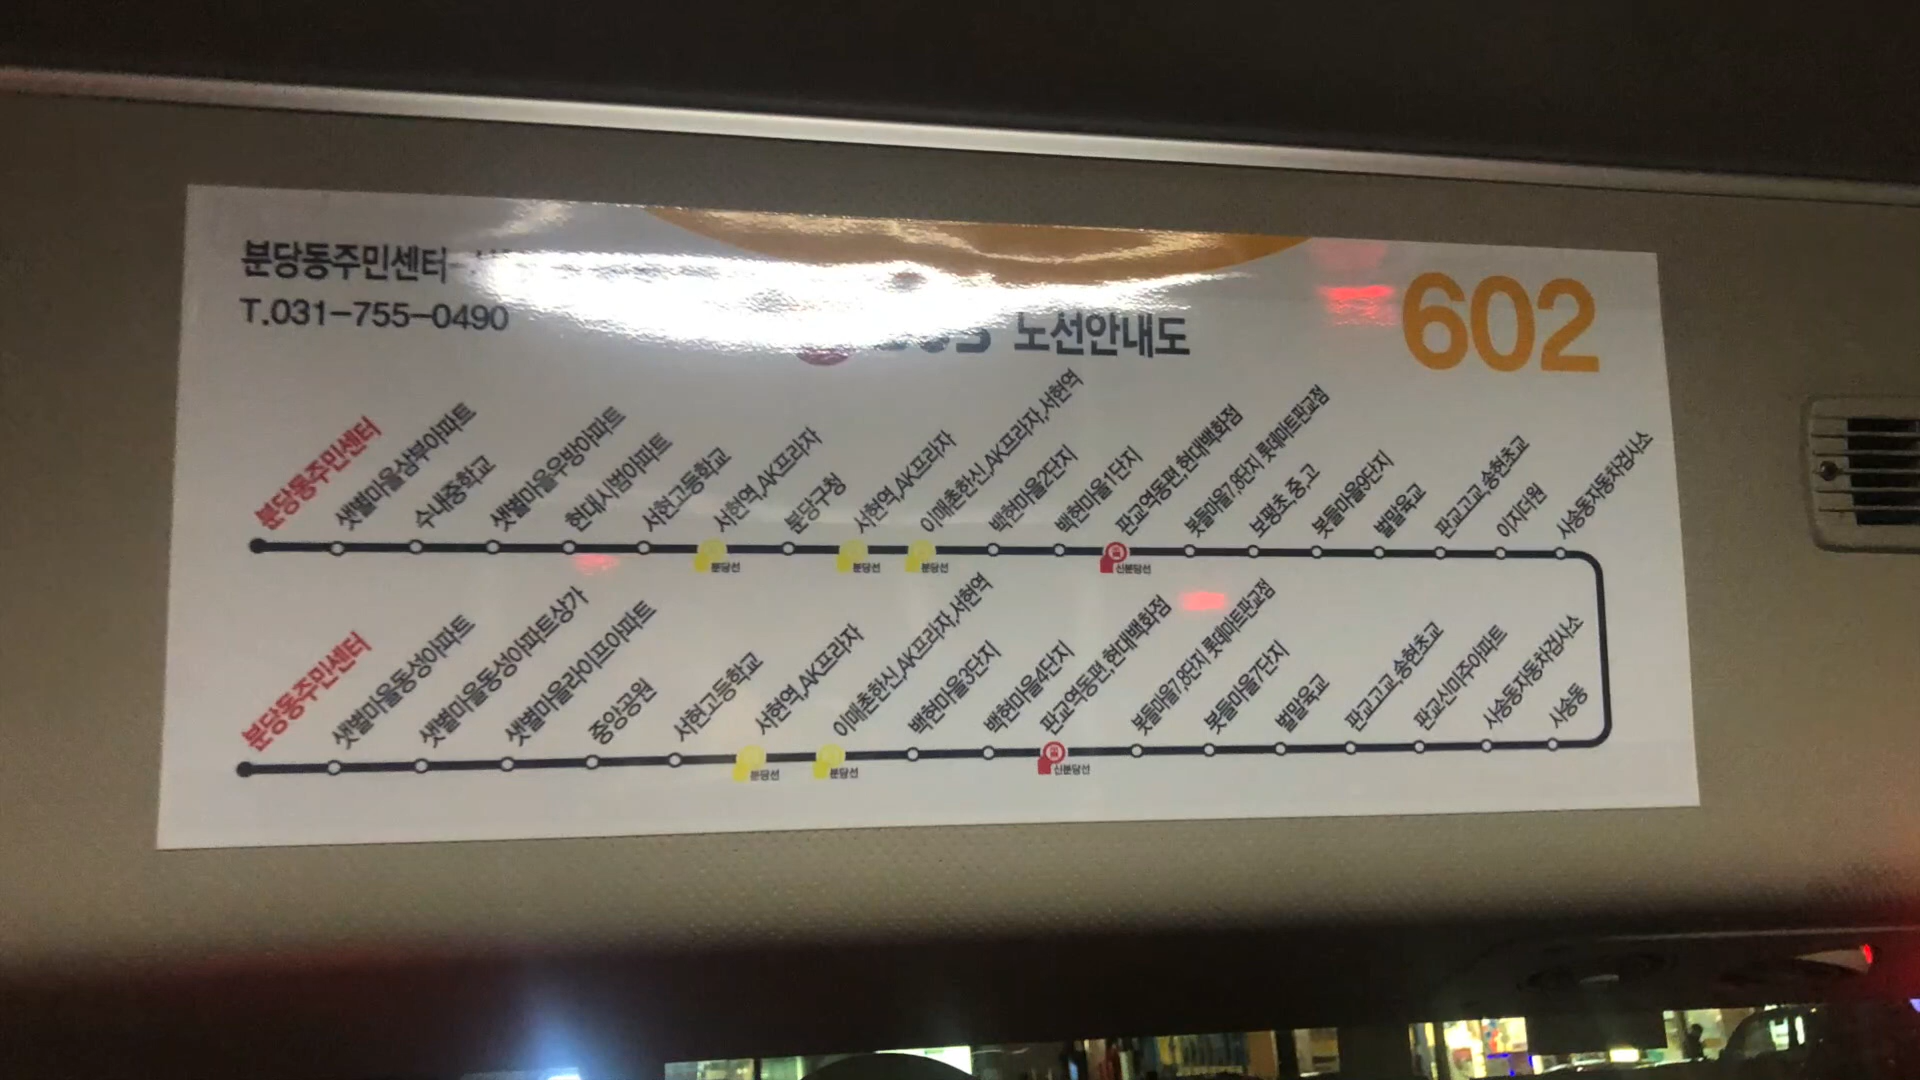 분당동주민센터-
T.031-755-0490
노선안내도
602
분당동주민센터
샛별마을삼부아파트
수내중학교
샛별마을우방아파트
현대시범아파트
서현고등학교
서현역,AK프라자
분당구청
서현역,AK프라자
이매촌한신,AK프라자,서현역
백현마을2단지
백현마을1단지
판교역동편,현대백화점
봇들마을7,8단지 롯데마트판교점
보평초,중,고
봇들마을9단지
벌말육교
판교고교,송현초교
이지더원
사송동자동차검사소
분당선
분당선
분당선
신분당선
분당동주민센터
샛별마을동성아파트
샛별마을동성아파트상가
샛별마을라이프아파트
중앙공원
서현고등학교
서현역,AK프라자
이매촌한신,AK프라자,서현역
백현마을3단지
백현마을4단지
판교역동편,현대백화점
봇들마을7,8단지 롯데마트판교점
봇들마을7단지
벌말육교
판교고교,송현초교
판교신미주아파트
사송동자동차검사소
사송동
분당선
분당선
신분당선